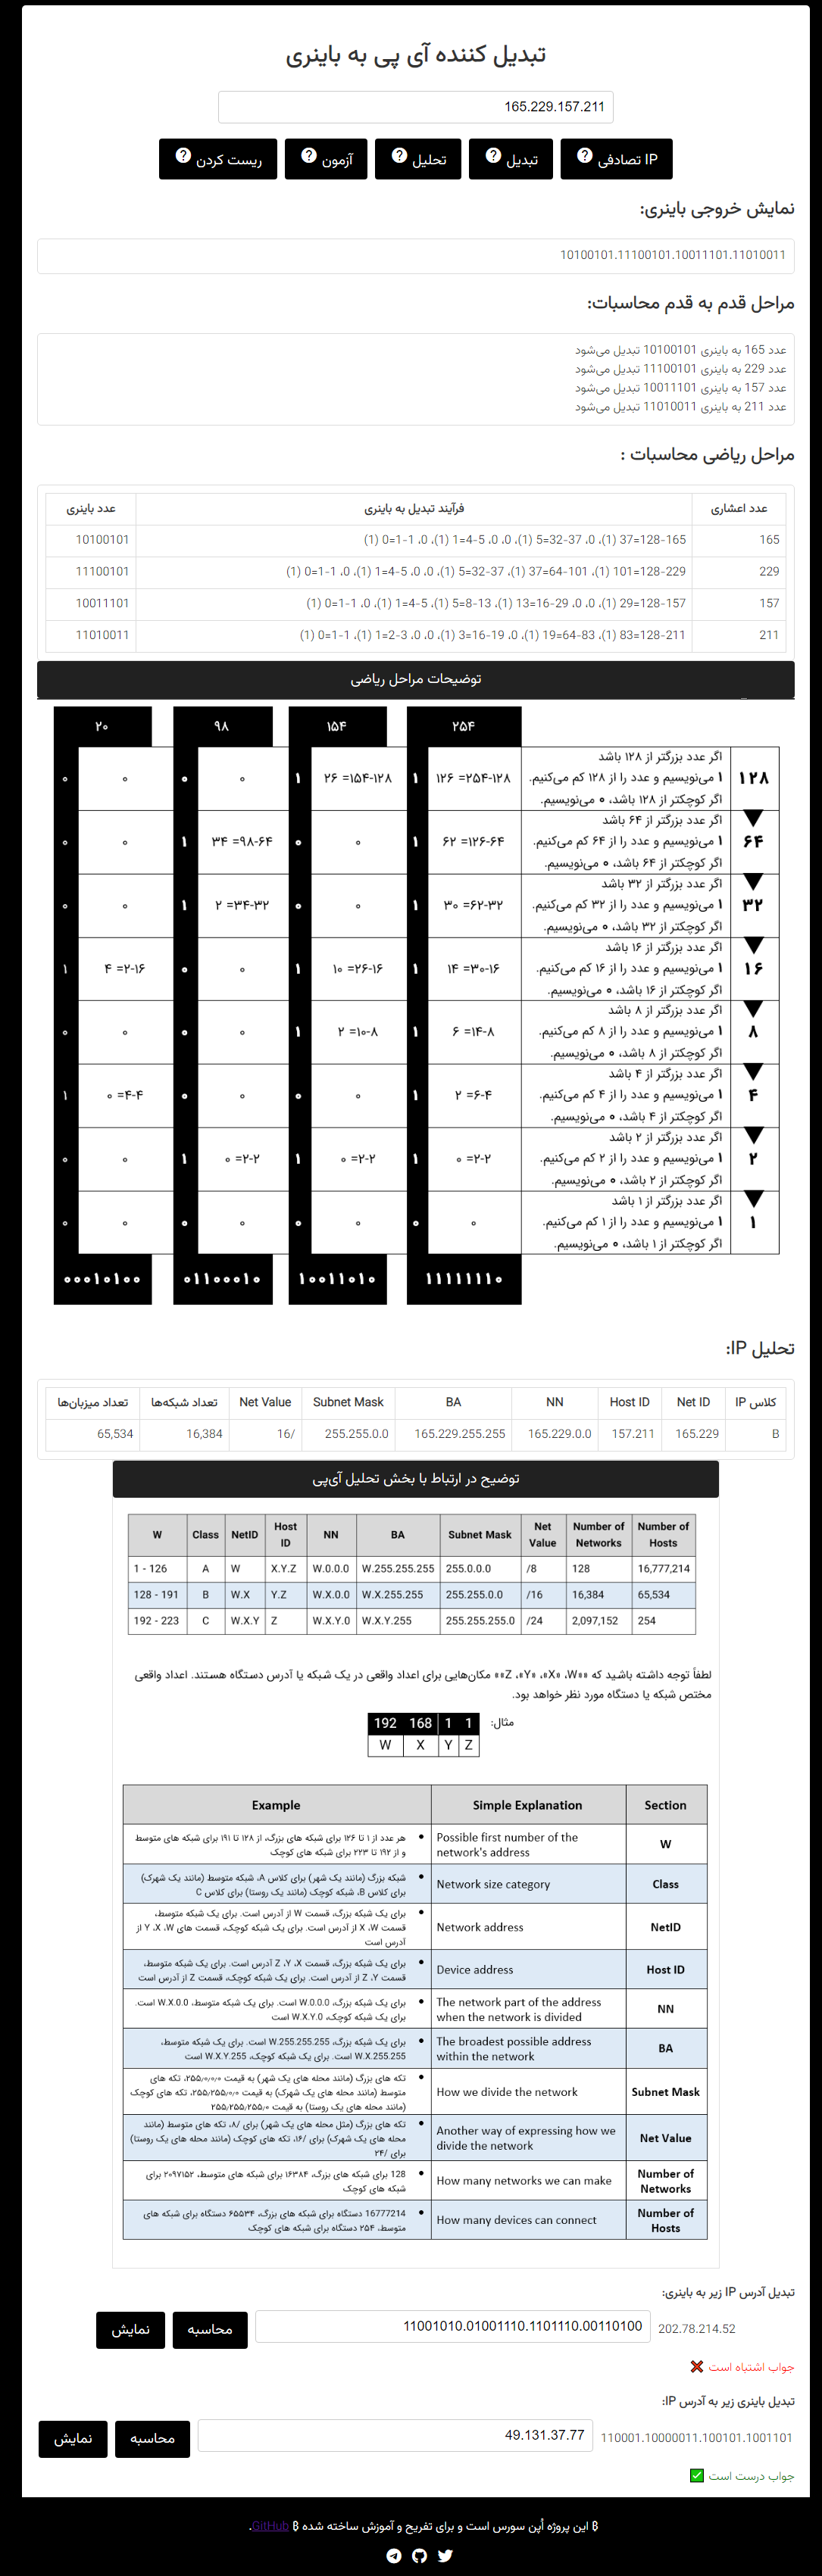 تبدیل کننده آی پی به باینری
165.229.157.211
IP تصادفی ?
تبدیل ?
تحلیل ?
آزمون ?
ریست کردن ?
نمایش خروجی باینری:
10100101.11100101.10011101.11010011
مراحل قدم به قدم محاسبات:
عدد 165 به باینری 10100101 تبدیل می‌شود
عدد 229 به باینری 11100101 تبدیل می‌شود
عدد 157 به باینری 10011101 تبدیل می‌شود
عدد 211 به باینری 11010011 تبدیل می‌شود
مراحل ریاضی محاسبات :
عدد اعشاری فرآیند تبدیل به باینری عدد باینری
165 165-128=37 (1)، 0، 37-32=5 (1)، 0، 0، 5-4=1 (1)، 0، 1-1=0 (1) 10100101
229 229-128=101 (1)، 101-64=37 (1)، 37-32=5 (1)، 0، 0، 5-4=1 (1)، 0، 1-1=0 (1) 11100101
157 157-128=29 (1)، 0، 0، 29-16=13 (1)، 13-8=5 (1)، 5-4=1 (1)، 0، 1-1=0 (1) 10011101
211 211-128=83 (1)، 83-64=19 (1)، 0، 19-16=3 (1)، 0، 0، 3-2=1 (1)، 1-1=0 (1) 11010011
توضیحات مراحل ریاضی
۲۵۴ ۱۵۴ ۹۸ ۲۰
اگر عدد بزرگتر از ۱۲۸ باشد
۱۲۸ ۱ می‌نویسیم و عدد را از ۱۲۸ کم می‌کنیم. ۲۵۴-۱۲۸= ۱۲۶ ۱ ۱۵۴-۱۲۸= ۲۶ ۱ ۰ ۰ ۰ ۰
اگر کوچکتر از ۱۲۸ باشد، ۰ می‌نویسیم.
اگر عدد بزرگتر از ۶۴ باشد
۶۴ ۱ می‌نویسیم و عدد را از ۶۴ کم می‌کنیم. ۱۲۶-۶۴= ۶۲ ۱ ۰ ۰ ۹۸-۶۴= ۳۴ ۱ ۰ ۰
اگر کوچکتر از ۶۴ باشد، ۰ می‌نویسیم.
اگر عدد بزرگتر از ۳۲ باشد
۳۲ ۱ می‌نویسیم و عدد را از ۳۲ کم می‌کنیم. ۶۲-۳۲= ۳۰ ۱ ۰ ۰ ۳۴-۳۲= ۲ ۱ ۰ ۰
اگر کوچکتر از ۳۲ باشد، ۰ می‌نویسیم.
اگر عدد بزرگتر از ۱۶ باشد
۱۶ ۱ می‌نویسیم و عدد را از ۱۶ کم می‌کنیم. ۳۰-۱۶= ۱۴ ۱ ۲۶-۱۶= ۱۰ ۱ ۰ ۰ ۲-۱۶= ۴ ۱
اگر کوچکتر از ۱۶ باشد، ۰ می‌نویسیم.
اگر عدد بزرگتر از ۸ باشد
۸ ۱ می‌نویسیم و عدد را از ۸ کم می‌کنیم. ۱۴-۸= ۶ ۱ ۱۰-۸= ۲ ۱ ۰ ۰ ۰ ۰
اگر کوچکتر از ۸ باشد، ۰ می‌نویسیم.
اگر عدد بزرگتر از ۴ باشد
۴ ۱ می‌نویسیم و عدد را از ۴ کم می‌کنیم. ۶-۴= ۲ ۱ ۰ ۰ ۰ ۰ ۴-۴= ۰ ۱
اگر کوچکتر از ۴ باشد، ۰ می‌نویسیم.
اگر عدد بزرگتر از ۲ باشد
۲ ۱ می‌نویسیم و عدد را از ۲ کم می‌کنیم. ۲-۲= ۰ ۱ ۲-۲= ۰ ۱ ۲-۲= ۰ ۱ ۰ ۰
اگر کوچکتر از ۲ باشد، ۰ می‌نویسیم.
اگر عدد بزرگتر از ۱ باشد
۱ ۱ می‌نویسیم و عدد را از ۱ کم می‌کنیم. ۰ ۰ ۰ ۰ ۰ ۰ ۰ ۰
اگر کوچکتر از ۱ باشد، ۰ می‌نویسیم.
۱۱۱۱۱۱۱۰ ۱۰۰۱۱۰۱۰ ۰۱۱۰۰۰۱۰ ۰۰۰۱۰۱۰۰
تحلیل IP:
کلاس IP Net ID Host ID NN BA Subnet Mask Net Value تعداد شبکه‌ها تعداد میزبان‌ها
B 165.229 157.211 165.229.0.0 165.229.255.255 255.255.0.0 16/ 16,384 65,534
توضیح در ارتباط با بخش تحلیل آی‌پی
W Class NetID Host ID NN BA Subnet Mask Net Value Number of Networks Number of Hosts
1 - 126 A W X.Y.Z W.0.0.0 W.255.255.255 255.0.0.0 /8 128 16,777,214
128 - 191 B W.X Y.Z W.X.0.0 W.X.255.255 255.255.0.0 /16 16,384 65,534
192 - 223 C W.X.Y Z W.X.Y.0 W.X.Y.255 255.255.255.0 /24 2,097,152 254
لطفاً توجه داشته باشید که «W»، «X»، «Y»، «Z» مکان‌هایی برای اعداد واقعی در یک شبکه یا آدرس دستگاه هستند. اعداد واقعی
مختص شبکه یا دستگاه مورد نظر خواهد بود.
مثال:
192 168 1 1
W X Y Z
Example Simple Explanation Section
هر عدد از ۱ تا ۱۲۶ برای شبکه های بزرگ، از ۱۲۸ تا ۱۹۱ برای شبکه های متوسط
و از ۱۹۲ تا ۲۲۳ برای شبکه های کوچک
Possible first number of the
network's address
W
شبکه بزرگ (مانند یک شهر) برای کلاس A، شبکه متوسط (مانند یک شهرک)
برای کلاس B، شبکه کوچک (مانند یک روستا) برای کلاس C
Network size category
Class
برای یک شبکه بزرگ، قسمت W از آدرس است. برای یک شبکه متوسط،
قسمت X ،W از آدرس است. برای یک شبکه کوچک، قسمت های Y ،X ،W از
آدرس است
Network address
NetID
برای یک شبکه بزرگ، قسمت Z ،Y ،X آدرس است. برای یک شبکه متوسط،
قسمت Z ،Y از آدرس است. برای یک شبکه کوچک، قسمت Z از آدرس است
Device address
Host ID
برای یک شبکه بزرگ، W.0.0.0 است. برای یک شبکه متوسط، W.X.0.0 است.
برای یک شبکه کوچک، W.X.Y.0 است
The network part of the address
when the network is divided
NN
برای یک شبکه بزرگ، W.255.255.255 است. برای یک شبکه متوسط،
W.X.255.255 است. برای یک شبکه کوچک، W.X.Y.255 است
The broadest possible address
within the network
BA
تکه های بزرگ (مانند محله های یک شهر) به قیمت ۲۵۵/۰/۰/۰، تکه های
متوسط (مانند محله های یک شهرک) به قیمت ۲۵۵/۲۵۵/۰/۰، تکه های کوچک
(مانند محله های یک روستا) به قیمت ۲۵۵/۲۵۵/۲۵۵/۰
How we divide the network
Subnet Mask
تکه های بزرگ (مثل محله های یک شهر) برای /۸، تکه های متوسط (مانند
محله های یک شهرک) برای /۱۶، تکه های کوچک (مانند محله های یک روستا)
برای /۲۴
Another way of expressing how we
divide the network
Net Value
128 برای شبکه های بزرگ، ۱۶۳۸۴ برای شبکه های متوسط، ۲۰۹۷۱۵۲ برای
شبکه های کوچک
How many networks we can make
Number of
Networks
16777214 دستگاه برای شبکه های بزرگ، ۶۵۵۳۴ دستگاه برای شبکه های
متوسط، ۲۵۴ دستگاه برای شبکه های کوچک
How many devices can connect
Number of
Hosts
تبدیل آدرس IP زیر به باینری:
202.78.214.52 11001010.01001110.1101110.00110100 محاسبه نمایش
جواب اشتباه است ❌
تبدیل باینری زیر به آدرس IP:
110001.10000011.100101.1001101 49.131.37.77 محاسبه نمایش
جواب درست است ✅
₿ این پروژه اُپن سورس است و برای تفریح و آموزش ساخته شده ₿ GitHub.